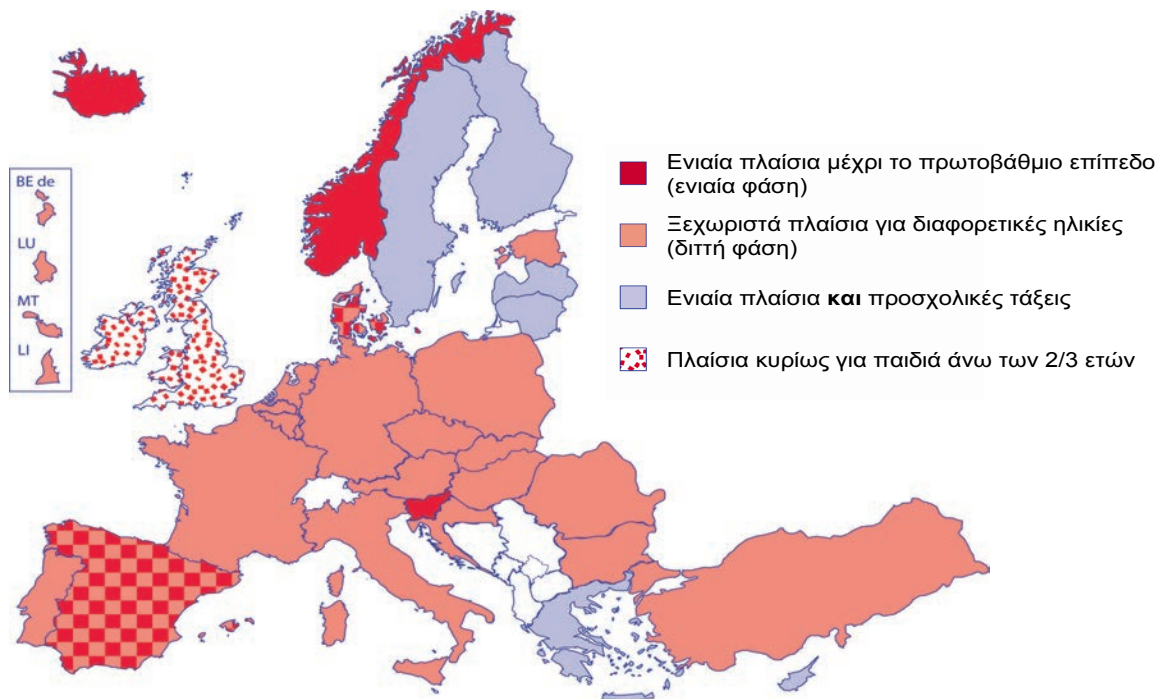 BE de
LU
MT
LI
Ενιαία πλαίσια μέχρι το πρωτοβάθμιο επίπεδο
(ενιαία φάση)
Ξεχωριστά πλαίσια για διαφορετικές ηλικίες
(διττή φάση)
Ενιαία πλαίσια και προσχολικές τάξεις
Πλαίσια κυρίως για παιδιά άνω των 2/3 ετών